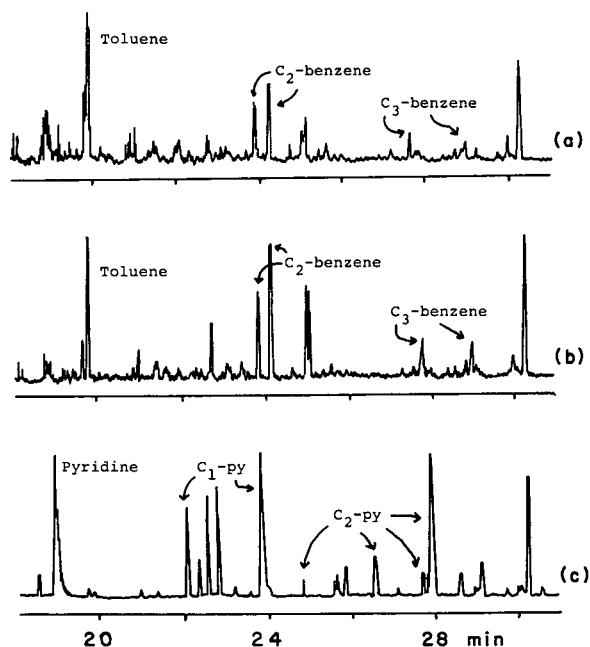 Toluene
C2-benzene
C3-benzene
(a)
Toluene
C2-benzene
C3-benzene
(b)
Pyridine
C1-py
C2-py
(c)
20 24 28 min